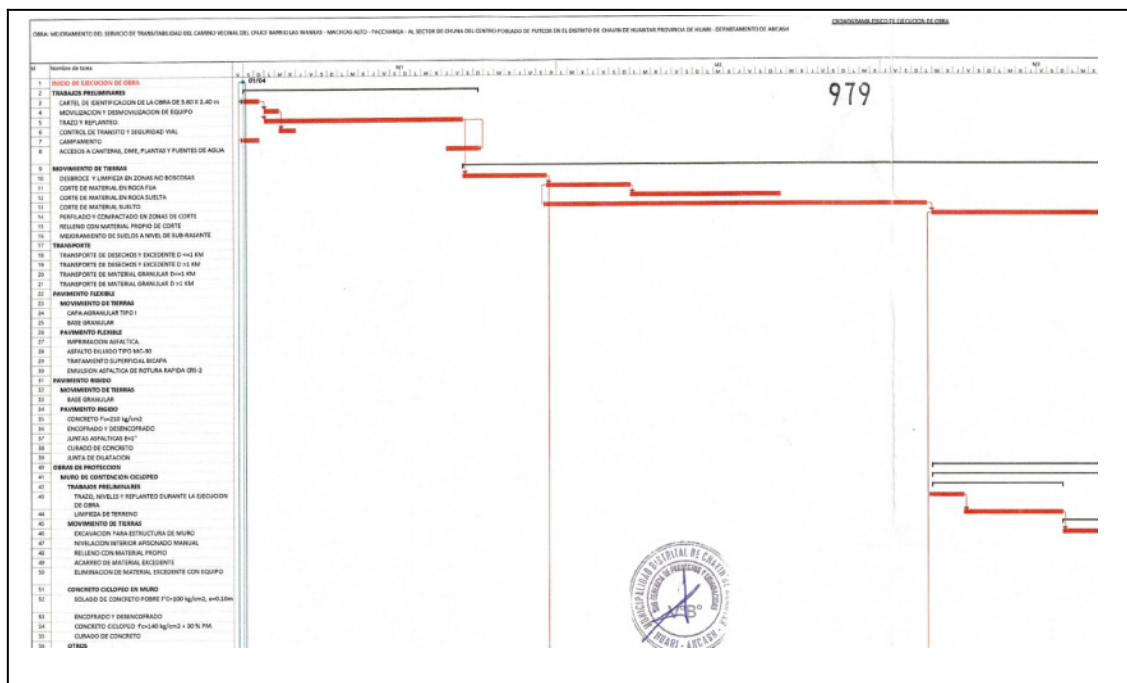 CRONOGRAMA FISICO DE EJECUCION DE OBRA
OBRA: MEJORAMIENTO DEL SERVICIO DE TRANSITABILIDAD DEL CAMINO VECINAL DEL CRUCE BARRIO LAS WANKAS - MACHCAS ALTO - PACCHANGA - AL SECTOR DE CHUNA DEL CENTRO POBLADO DE PUTCOR EN EL DISTRITO DE CHAVIN DE HUANTAR PROVINCIA DE HUARI - DEPARTAMENTO DE ANCASH
Id Nombre de tarea M1 M2 M3
1 INICIO DE EJECUCION DE OBRA 01/04
2 TRABAJOS PRELIMINARES 979
3 CARTEL DE IDENTIFICACION DE LA OBRA DE 3.60 X 2.40 m
4 MOVILIZACION Y DESMOVILIZACION DE EQUIPO
5 TRAZO Y REPLANTEO.
6 CONTROL DE TRANSITO Y SEGURIDAD VIAL
7 CAMPAMENTO
8 ACCESOS A CANTERAS, DME, PLANTAS Y FUENTES DE AGUA
9 MOVIMIENTO DE TIERRAS
10 DESBROCE Y LIMPIEZA EN ZONAS NO BOSCOSAS
11 CORTE DE MATERIAL EN ROCA FIJA
12 CORTE DE MATERIAL EN ROCA SUELTA
13 CORTE DE MATERIAL SUELTO
14 PERFILADO Y COMPACTADO EN ZONAS DE CORTE
15 RELLENO CON MATERIAL PROPIO DE CORTE
16 MEJORAMIENTO DE SUELOS A NIVEL DE SUB-RASANTE
17 TRANSPORTE
18 TRANSPORTE DE DESECHOS Y EXCEDENTE D <=1 KM
19 TRANSPORTE DE DESECHOS Y EXCEDENTE D >1 KM
20 TRANSPORTE DE MATERIAL GRANULAR D<=1 KM
21 TRANSPORTE DE MATERIAL GRANULAR D >1 KM
22 PAVIMENTO FLEXIBLE
23 MOVIMIENTO DE TIERRAS
24 CAPA AGRANULAR TIPO I
25 BASE GRANULAR
26 PAVIMENTO FLEXIBLE
27 IMPRIMACION ASFALTICA.
28 ASFALTO DILUIDO TIPO MC-30
29 TRATAMIENTO SUPERFICIAL BICAPA
30 EMULSION ASFALTICA DE ROTURA RAPIDA CRS-2
31 PAVIMENTO RIGIDO
32 MOVIMIENTO DE TIERRAS
33 BASE GRANULAR
34 PAVIMENTO RIGIDO
35 CONCRETO f'c=210 kg/cm2
36 ENCOFRADO Y DESENCOFRADO
37 JUNTAS ASFALTICAS E=1"
38 CURADO DE CONCRETO
39 JUNTA DE DILATACION
40 OBRAS DE PROTECCION
41 MURO DE CONTENCION CICLOPEO
42 TRABAJOS PRELIMINARES
43 TRAZO, NIVELES Y REPLANTEO DURANTE LA EJECUCION
DE OBRA
44 LIMPIEZA DE TERRENO
45 MOVIMIENTO DE TIERRAS
46 EXCAVACION PARA ESTRUCTURA DE MURO
47 NIVELACION INTERIOR APISONADO MANUAL
48 RELLENO CON MATERIAL PROPIO
49 ACARREO DE MATERIAL EXCEDENTE
50 ELIMINACION DE MATERIAL EXCEDENTE CON EQUIPO
51 CONCRETO CICLOPEO EN MURO
52 SOLADO DE CONCRETO POBRE F'C=100 kg/cm2, e=0.10m
53 ENCOFRADO Y DESENCOFRADO
54 CONCRETO CICLOPEO f'c=140 kg/cm2 + 30 % PM.
55 CURADO DE CONCRETO
56 OTROS
MUNICIPALIDAD DISTRITAL DE CHAVIN DE
V°B°
HUARI - ANCASH